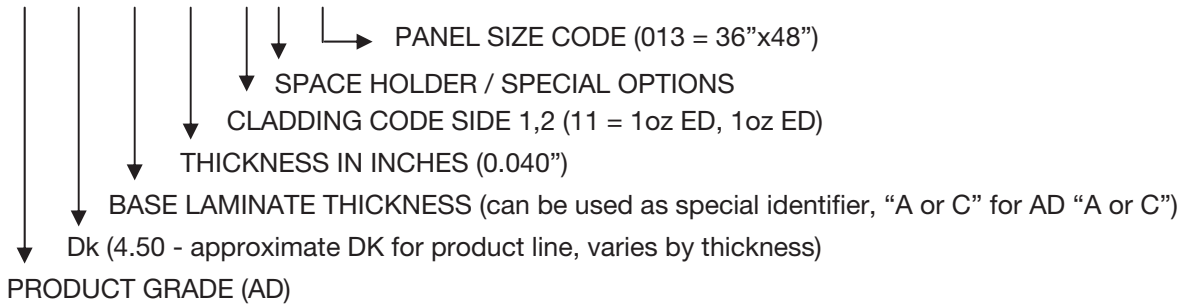 PANEL SIZE CODE (013 = 36”x48”)
SPACE HOLDER / SPECIAL OPTIONS
CLADDING CODE SIDE 1,2 (11 = 1oz ED, 1oz ED)
THICKNESS IN INCHES (0.040”)
BASE LAMINATE THICKNESS (can be used as special identifier, “A or C” for AD “A or C”)
Dk (4.50 - approximate DK for product line, varies by thickness)
PRODUCT GRADE (AD)